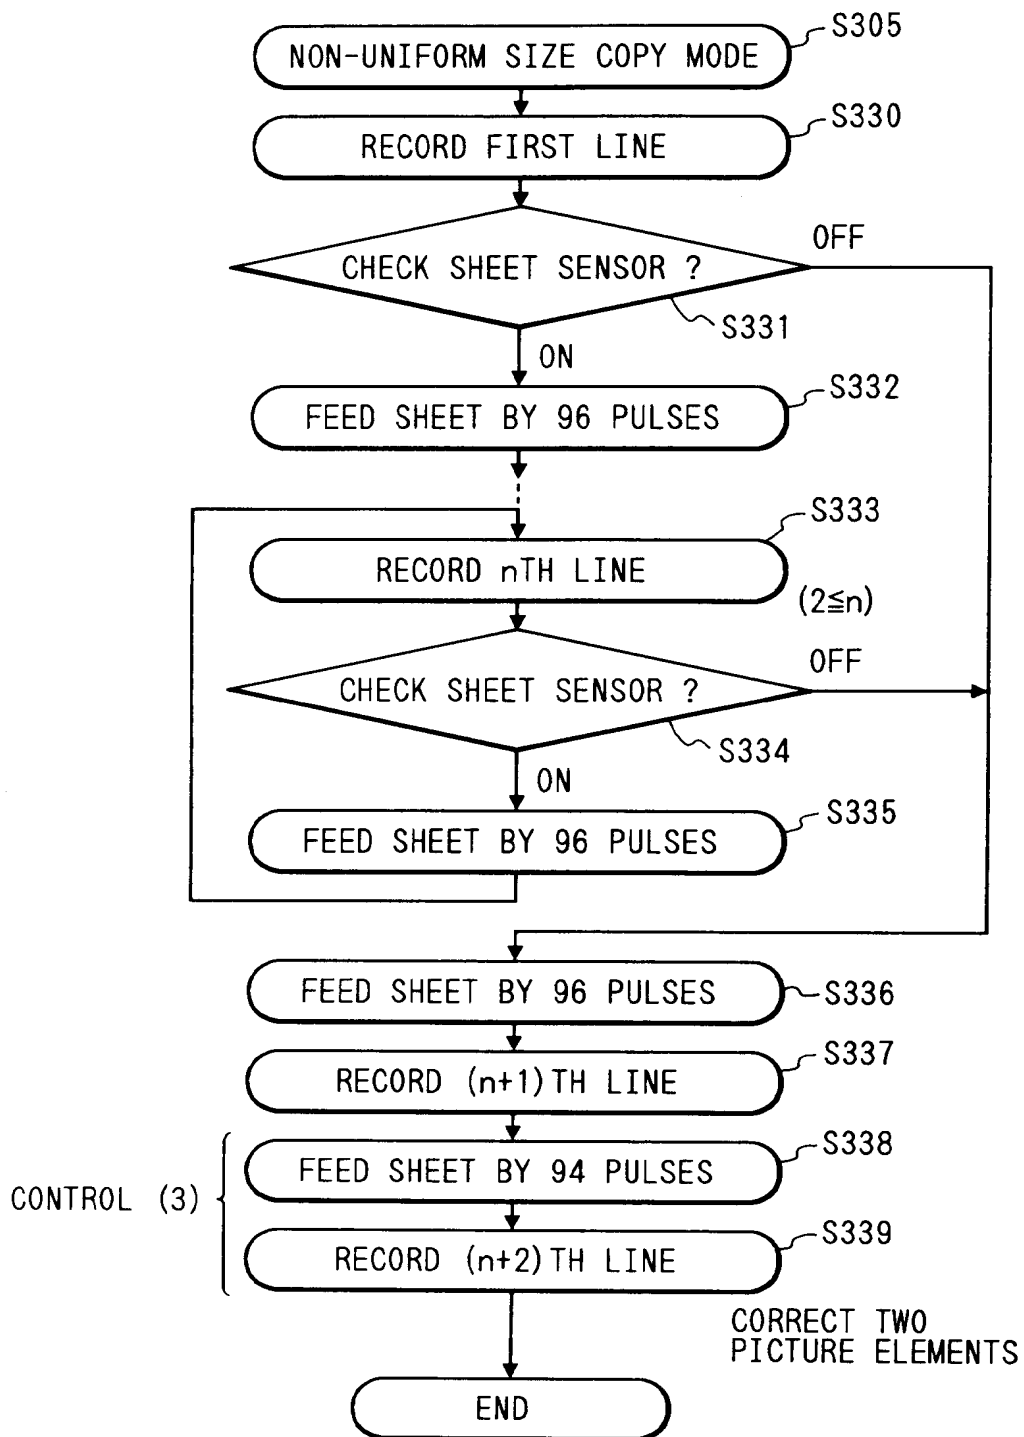 S305
NON-UNIFORM SIZE COPY MODE
S330
RECORD FIRST LINE
OFF
CHECK SHEET SENSOR ?
S331
ON
S332
FEED SHEET BY 96 PULSES
S333
RECORD nTH LINE
(2≦n)
OFF
CHECK SHEET SENSOR ?
S334
ON
S335
FEED SHEET BY 96 PULSES
FEED SHEET BY 96 PULSES
S336
S337
RECORD (n+1)TH LINE
S338
FEED SHEET BY 94 PULSES
CONTROL (3)
S339
RECORD (n+2)TH LINE
CORRECT TWO
PICTURE ELEMENTS
END